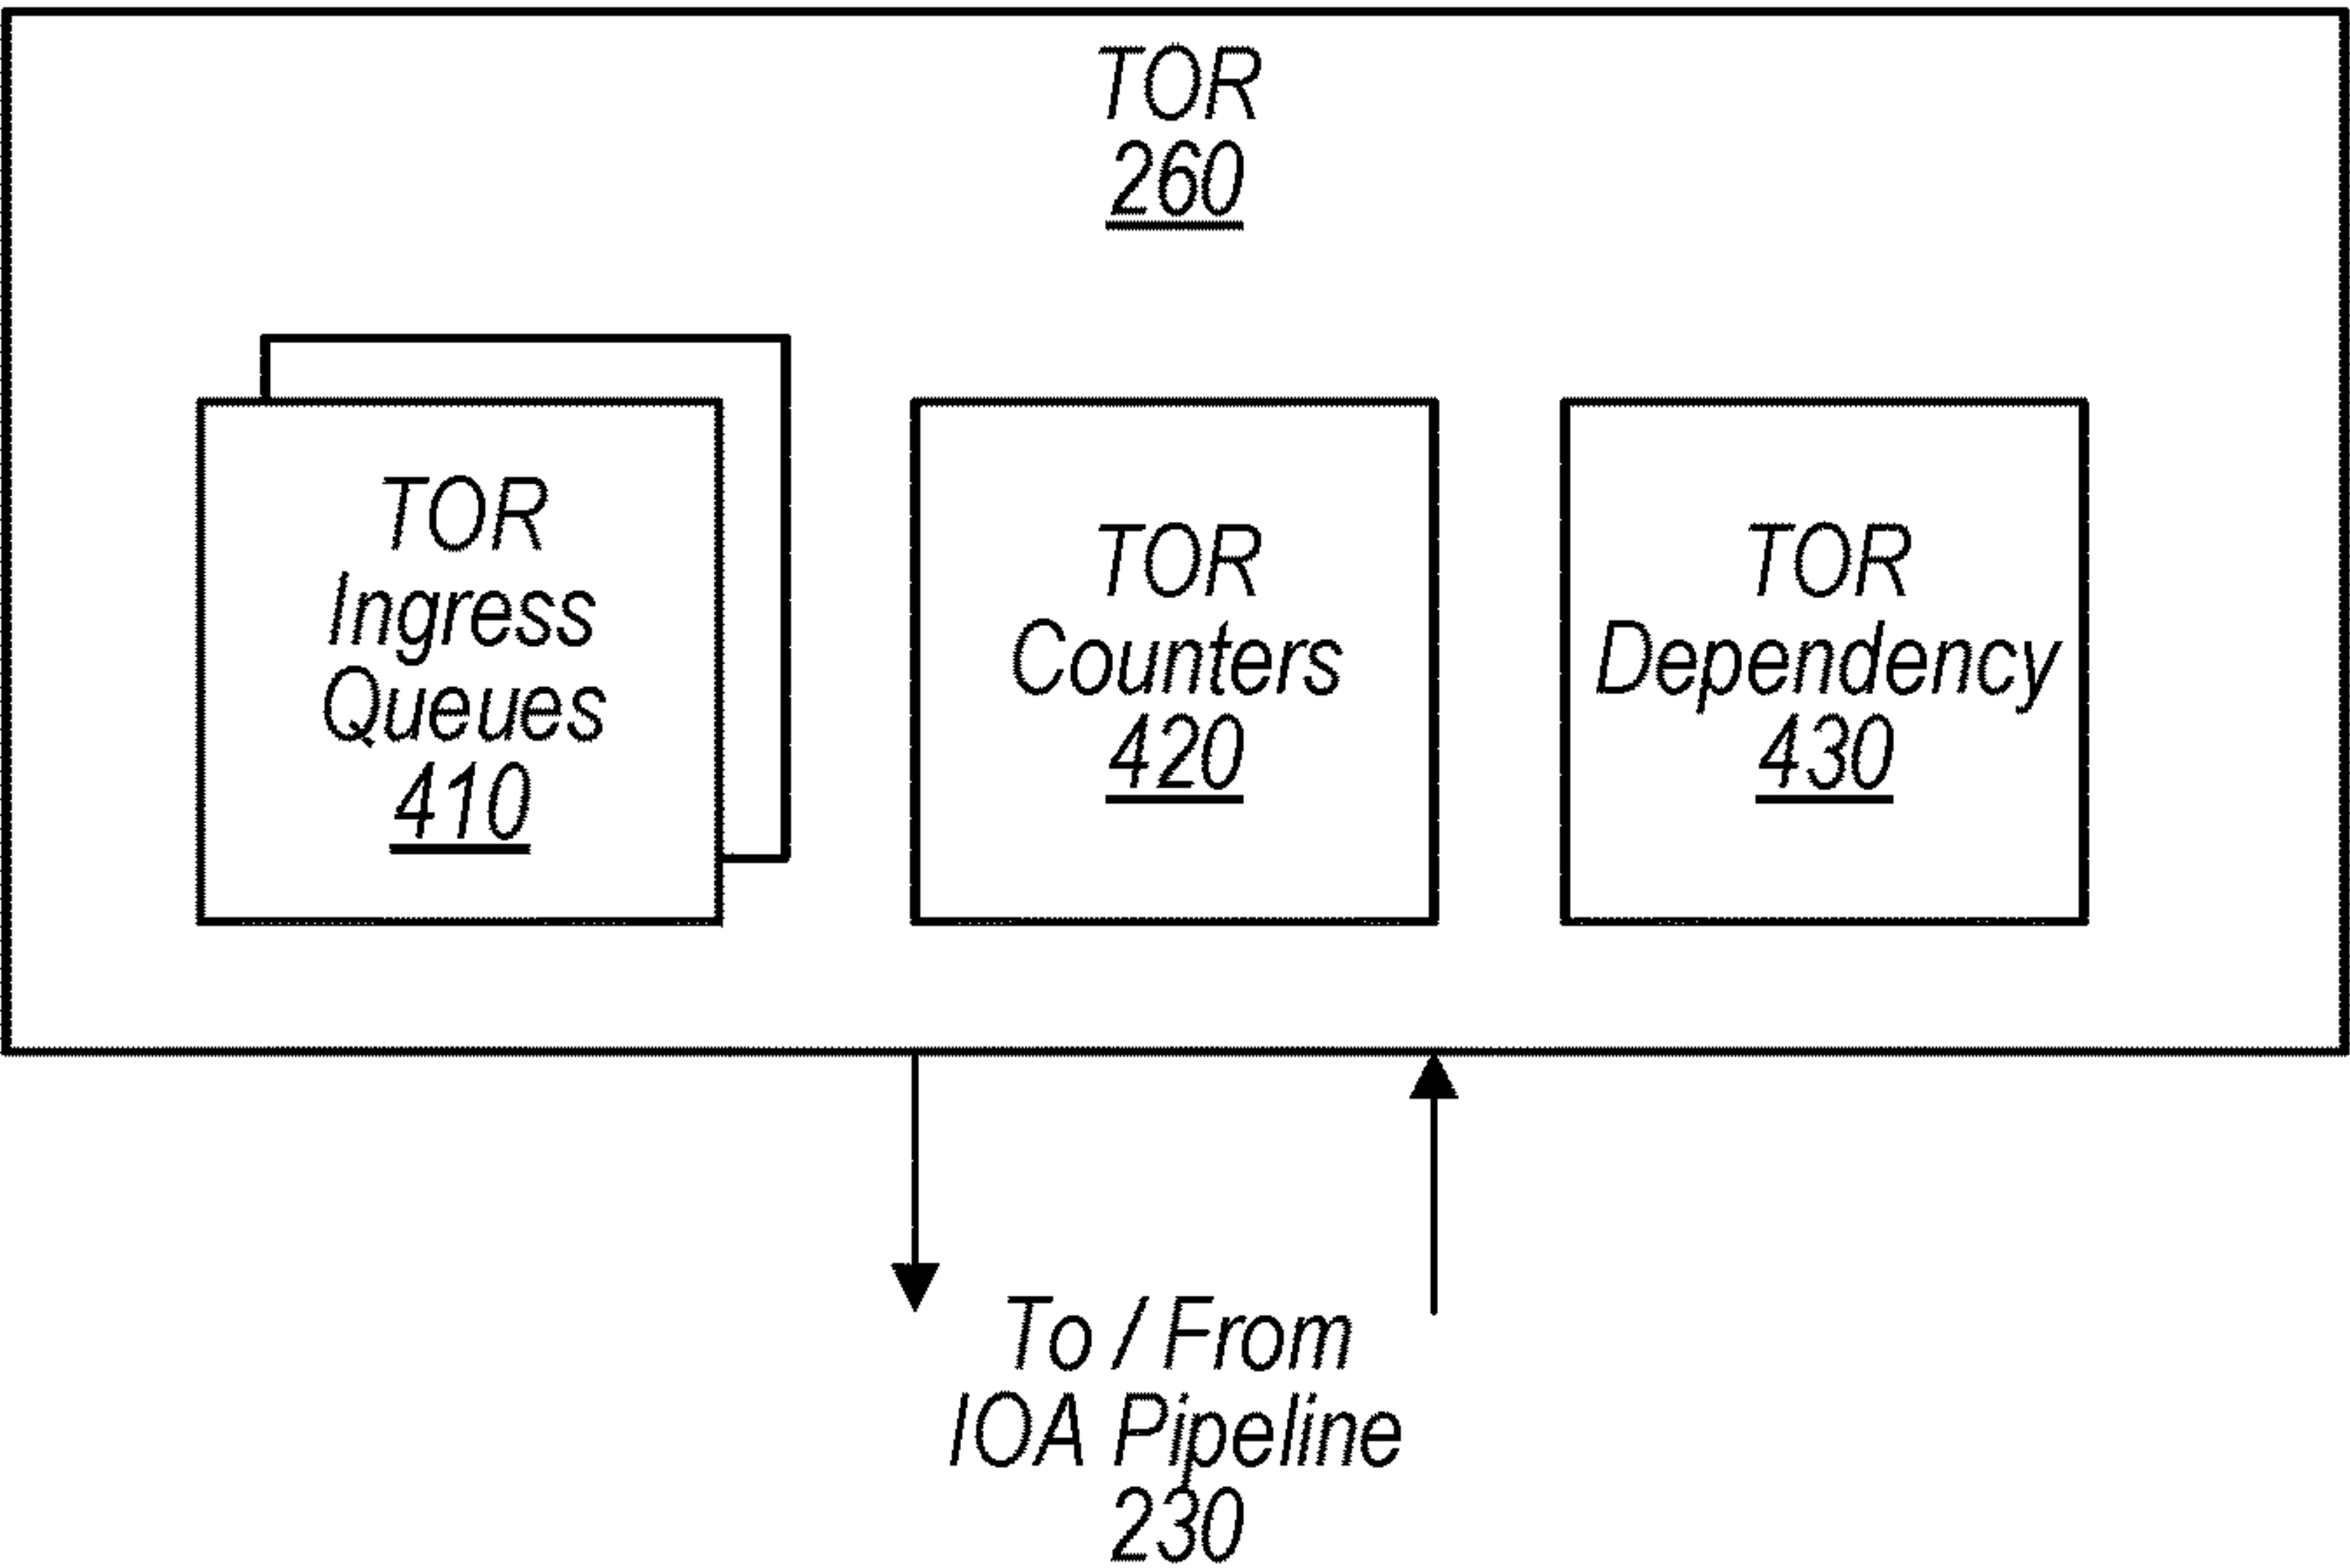 TOR
260
TOR
Ingress
Queues
410
TOR
Counters
420
TOR
Dependency
430
To / From
IOA Pipeline
230